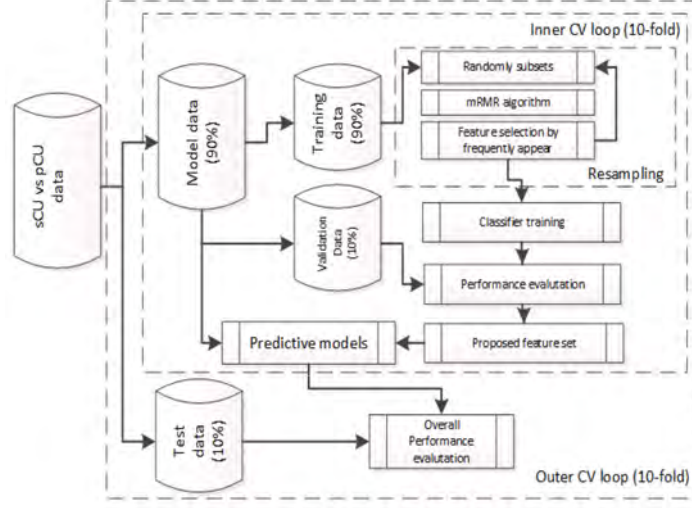 Inner CV loop (10-fold)
Randomly subsets
mRMR algorithm
Feature selection by
frequently appear
Resampling
sCU vs pCU
data
Model data
(90%)
Training
data
(90%)
Validation
Data
(10%)
Classifier training
Performance evalutation
Proposed feature set
Predictive models
Test
data
(10%)
Overall
Performance
evalutation
Outer CV loop (10-fold)